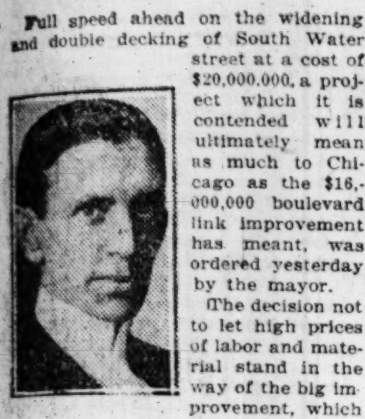 Full speed ahead on the widening
and double decking of South Water
street at a cost of
$20,000,000, a proj-
ect which it is
contended will
ultimately mean
as much to Chi-
cago as the $16,-
000,000 boulevard
link improvement
has meant, was
ordered yesterday
by the mayor.
The decision not
to let high prices
of labor and mate-
rial stand in the
way of the big im-
provement, which